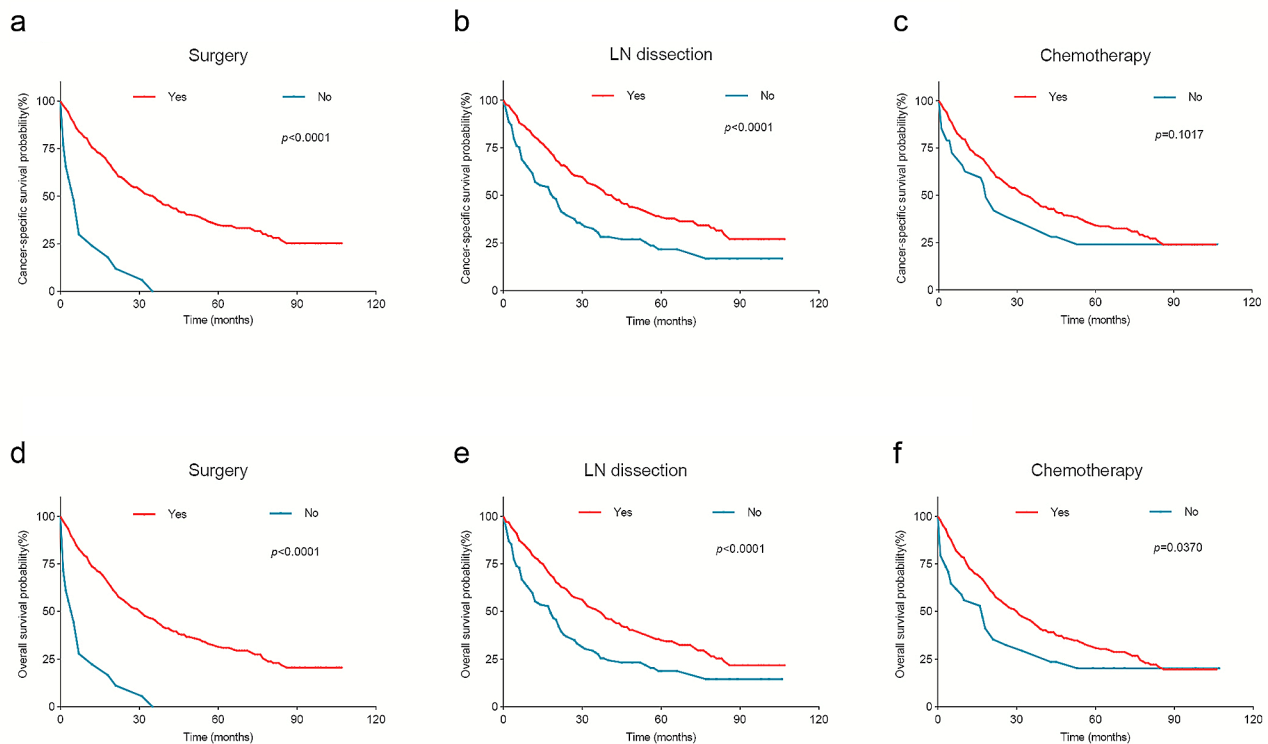 a
Surgery
Yes
No
p<0.0001
Cancer-specific survival probability(%)
100
75
50
25
0
0 30 60 90 120
Time (months)
b
LN dissection
Yes
No
p<0.0001
Cancer-specific survival probability(%)
100
75
50
25
0
0 30 60 90 120
Time (months)
c
Chemotherapy
Yes
No
p=0.1017
Cancer-specific survival probability(%)
100
75
50
25
0
0 30 60 90 120
Time (months)
d
Surgery
Yes
No
p<0.0001
Overall survival probability(%)
100
75
50
25
0
0 30 60 90 120
Time (months)
e
LN dissection
Yes
No
p<0.0001
Overall survival probability(%)
100
75
50
25
0
0 30 60 90 120
Time (months)
f
Chemotherapy
Yes
No
p=0.0370
Overall survival probability(%)
100
75
50
25
0
0 30 60 90 120
Time (months)